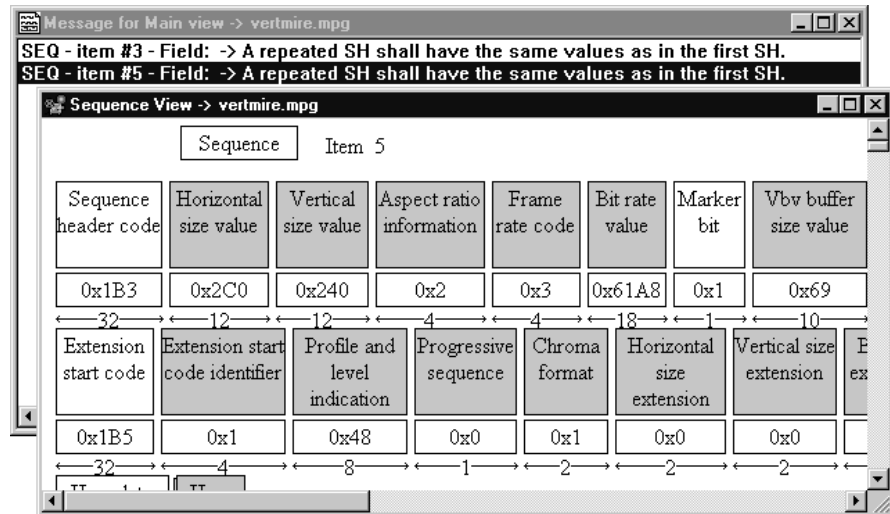 Message for Main view -> vertmire.mpg
SEQ - item #3 - Field:  -> A repeated SH shall have the same values as in the first SH.
SEQ - item #5 - Field:  -> A repeated SH shall have the same values as in the first SH.
Sequence View -> vertmire.mpg
Sequence Item 5
Sequence header code Horizontal size value Vertical size value Aspect ratio information Frame rate code Bit rate value Marker bit Vbv buffer size value
0x1B3 0x2C0 0x240 0x2 0x3 0x61A8 0x1 0x69
32 12 12 4 4 18 1 10
Extension start code Extension start code identifier Profile and level indication Progressive sequence Chroma format Horizontal size extension Vertical size extension
0x1B5 0x1 0x48 0x0 0x1 0x0 0x0
32 4 8 1 2 2 2